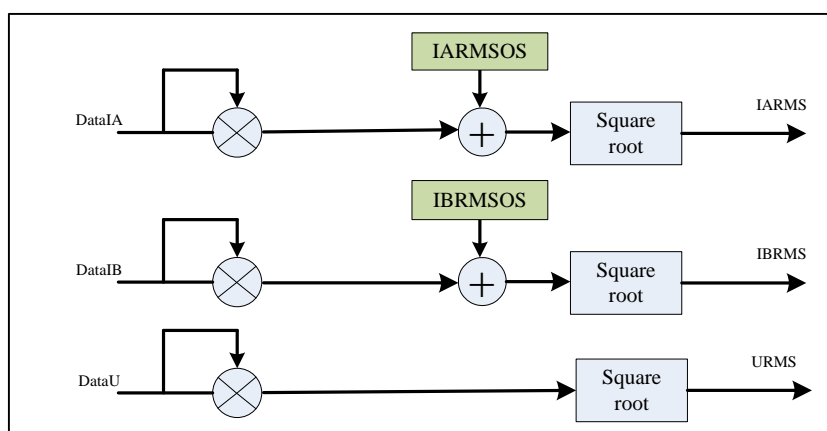 IARMSOS
DataIA
Square
root
IARMS
IBRMSOS
DataIB
Square
root
IBRMS
DataU
Square
root
URMS